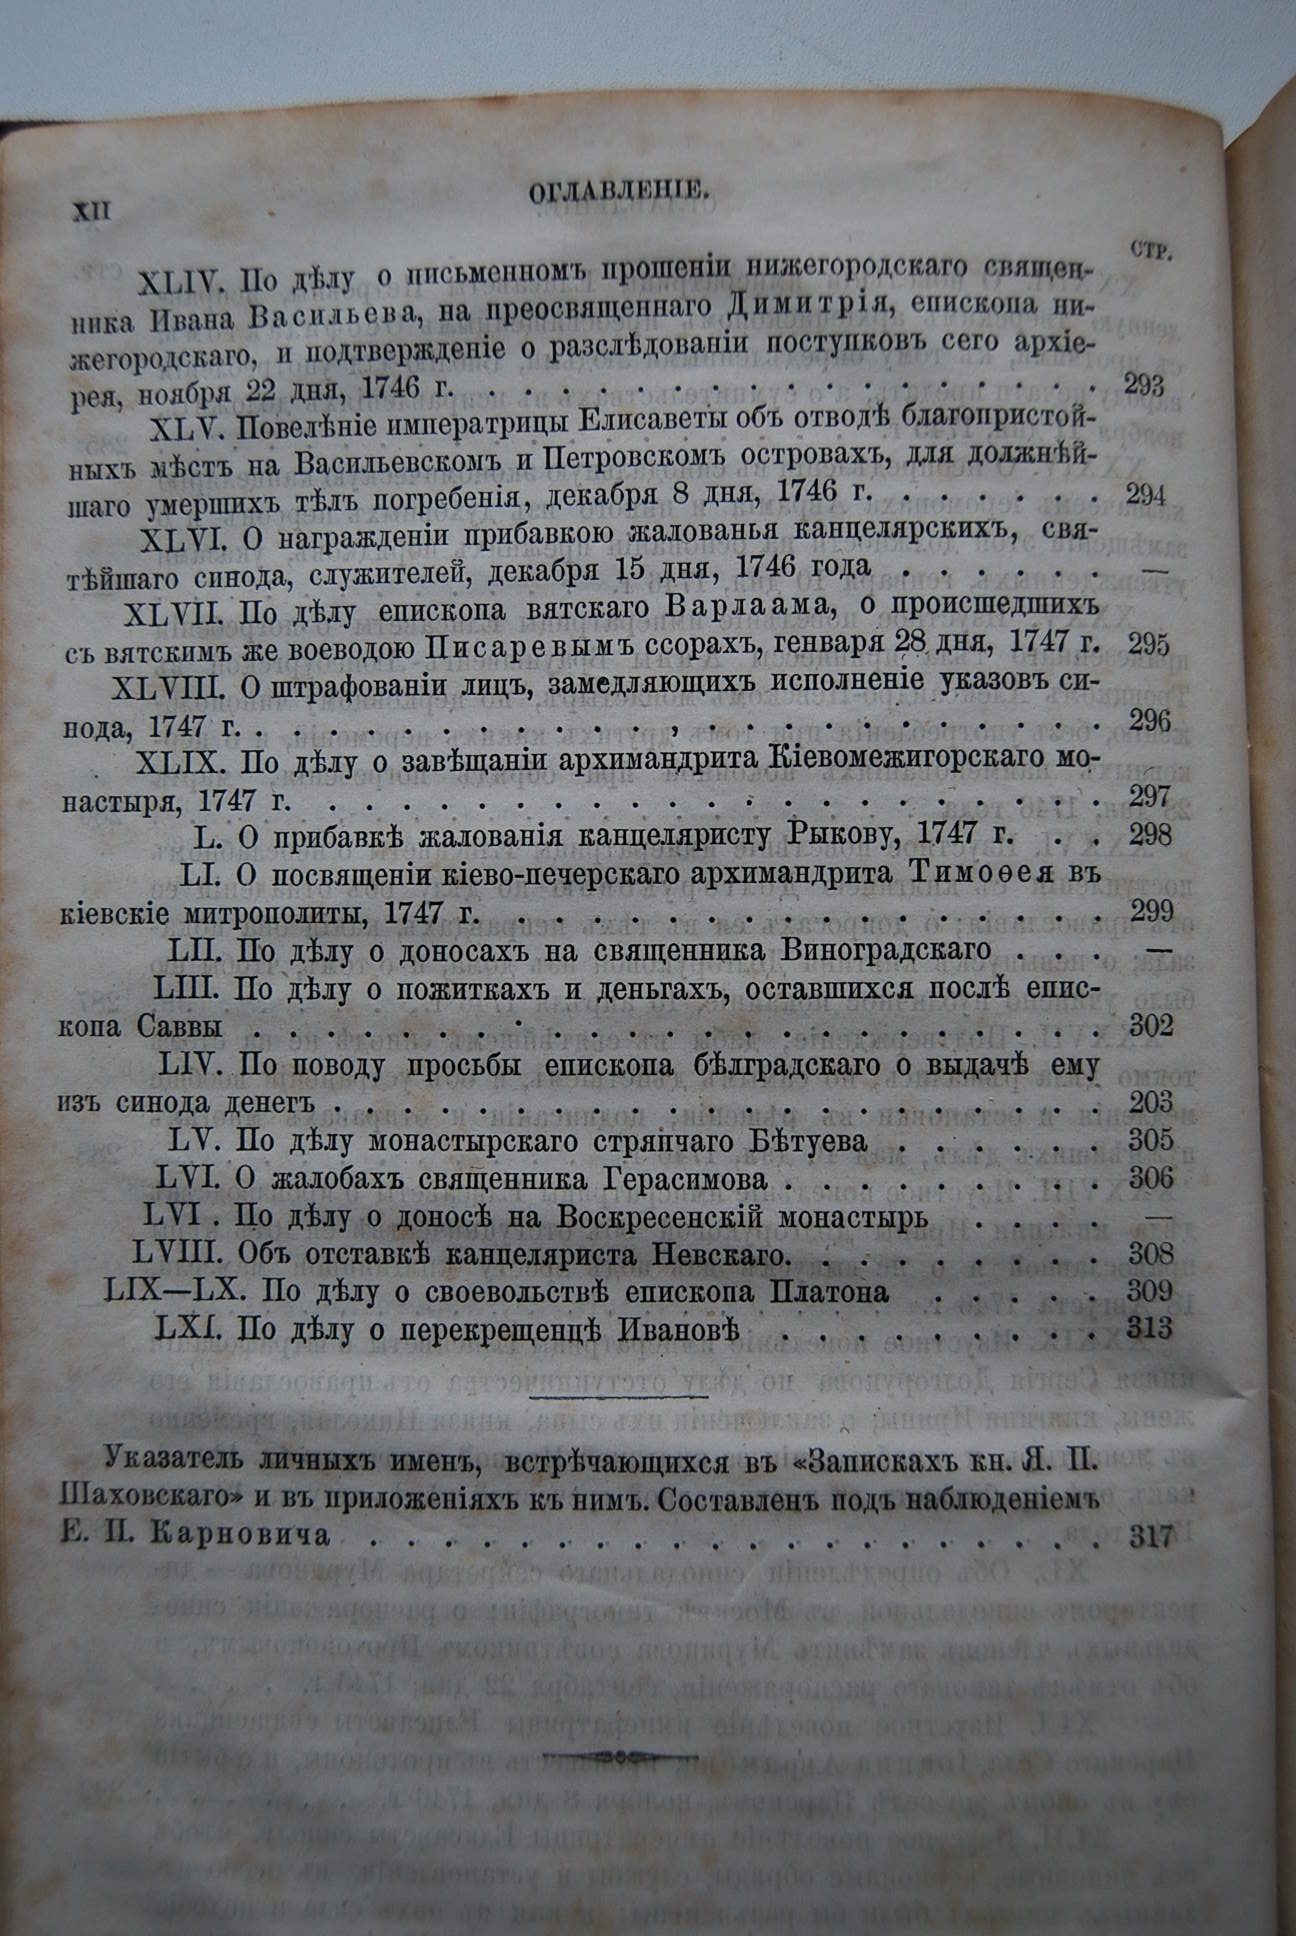 XII
ОГЛАВЛЕНІЕ.
СТР.
XLIV. По дѣлу о письменномъ прошеніи нижегородскаго священ-
ника Ивана Васильева, на преосвященнаго Димитрія, епископа ни-
жегородскаго, и подтвержденіе о разслѣдованіи поступковъ сего архіе-
рея, ноября 22 дня, 1746 г. . . . . . . . . . . . . . . . . . . 293
XLV. Повелѣніе императрицы Елисаветы объ отводѣ благопристой-
ныхъ мѣстъ на Васильевскомъ и Петровскомъ островахъ, для должнѣй-
шаго умершихъ тѣлъ погребенія, декабря 8 дня, 1746 г. . . . . . . 294
XLVI. О награжденіи прибавкою жалованья канцелярскихъ, свя-
тѣйшаго синода, служителей, декабря 15 дня, 1746 года . . . . . . —
XLVII. По дѣлу епископа вятскаго Варлаама, о происшедшихъ
съ вятскимъ же воеводою Писаревымъ ссорахъ, генваря 28 дня, 1747 г. 295
XLVIII. О штрафованіи лицъ, замедляющихъ исполненіе указовъ си-
нода, 1747 г. . . . . . . . . . . . , . . . . . . . . . . . . 296
XLIX. По дѣлу о завѣщаніи архимандрита Кіевомежигорскаго мо-
настыря, 1747 г. . . . . . . . . . . . . . . . . . . . . . . 297
L. О прибавкѣ жалованія канцеляристу Рыкову, 1747 г. . . 298
LI. О посвященіи кіево-печерскаго архимандрита Тимоѳея въ
кіевскіе митрополиты, 1747 г. . . . . . . . . . . . . . . . . . 299
LII. По дѣлу о доносахъ на священника Виноградскаго . . . —
LIII. По дѣлу о пожиткахъ и деньгахъ, оставшихся послѣ епис-
копа Саввы . . . . . . . . . . . . . . . . . . . . . . . . 302
LIV. По поводу просьбы епископа бѣлградскаго о выдачѣ ему
изъ синода денегъ . . . . . . . . . . . . . . . . . . . . . 203
LV. По дѣлу монастырскаго стряпчаго Бѣтуева . . . . . . 305
LVI. О жалобахъ священника Герасимова . . . . . . . . . 306
LVI . По дѣлу о доносѣ на Воскресенскій монастырь . . . . —
LVIII. Объ отставкѣ канцеляриста Невскаго. . . . . . . . . 308
LIX—LX. По дѣлу о своевольствѣ епископа Платона . . . . . 309
LXI. По дѣлу о перекрещенцѣ Ивановѣ . . . . . . . . . 313
Указатель личныхъ именъ, встрѣчающихся въ «Запискахъ кн. Я. П.
Шаховскаго» и въ приложеніяхъ къ нимъ. Составленъ подъ наблюденіемъ
Е. П. Карновича . . . . . . . . . . . . . . . . . . . . 317